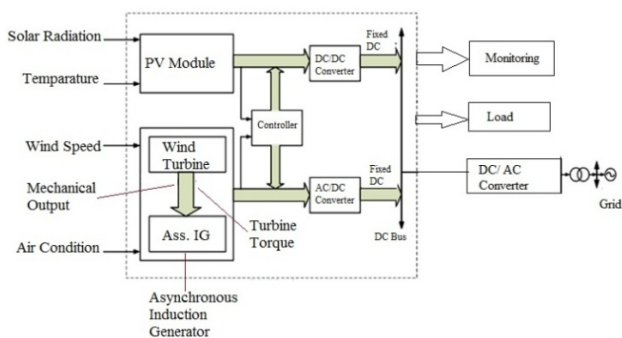 Solar Radiation
Temparature
PV Module
DC/DC
Converter
Fixed
DC
Monitoring
Load
Controller
Wind Speed
Wind
Turbine
Mechanical
Output
Turbine
Torque
Ass. IG
Air Condition
AC/DC
Converter
Fixed
DC
DC Bus
DC/ AC
Converter
Grid
Asynchronous
Induction
Generator